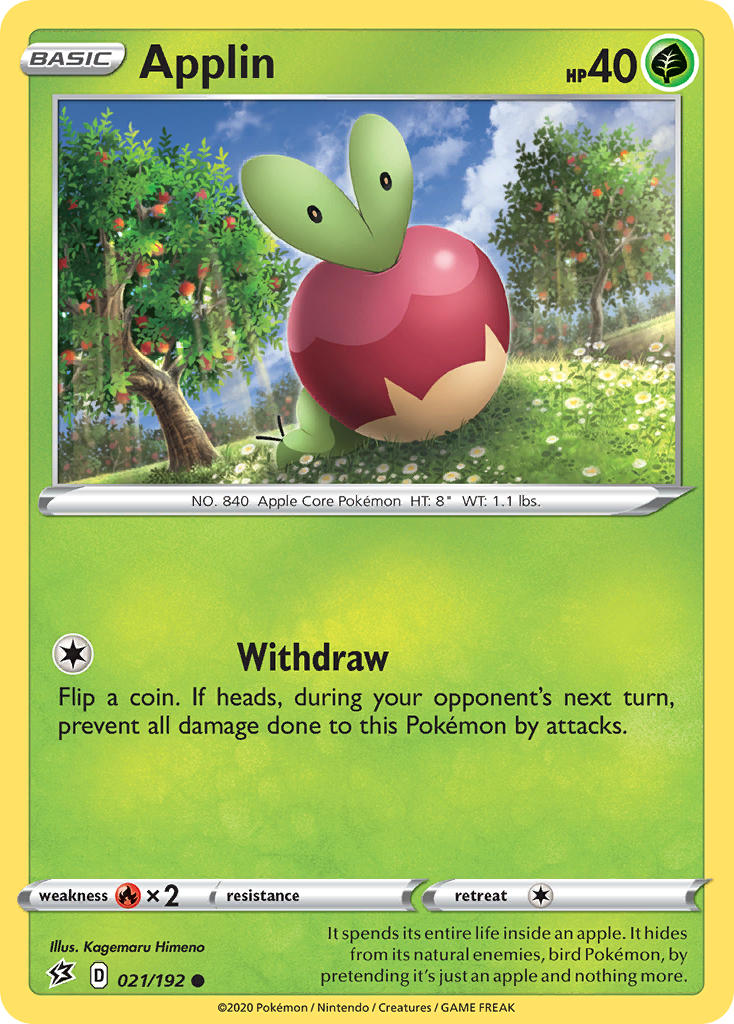 BASIC Applin HP40
NO. 840 Apple Core Pokémon HT: 8" WT: 1.1 lbs.
Withdraw
Flip a coin. If heads, during your opponent's next turn,
prevent all damage done to this Pokémon by attacks.
weakness ×2 resistance retreat
It spends its entire life inside an apple. It hides
from its natural enemies, bird Pokémon, by
pretending it's just an apple and nothing more.
Illus. Kagemaru Himeno
D 021/192
©2020 Pokémon / Nintendo / Creatures / GAME FREAK